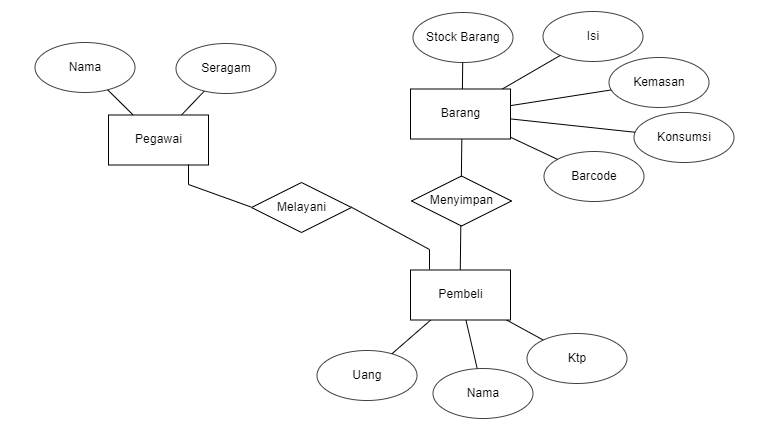 Stock Barang
Isi
Nama
Seragam
Kemasan
Barang
Pegawai
Konsumsi
Barcode
Melayani
Menyimpan
Pembeli
Ktp
Uang
Nama